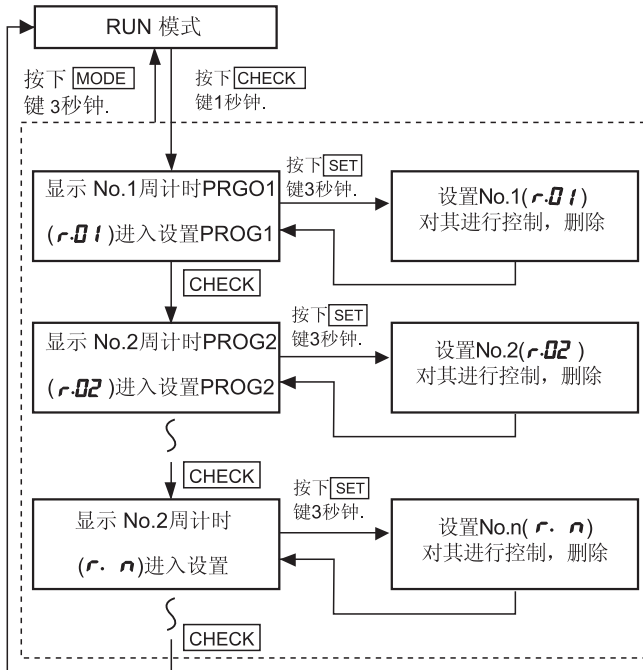 RUN 模式
按下 MODE
键 3秒钟.
按下 CHECK
键1秒钟.
显示 No.1周计时PRGO1
(r.01)进入设置PROG1
按下 SET
键3秒钟.
设置No.1(r.01)
对其进行控制，删除
CHECK
显示 No.2周计时PROG2
(r.02 )进入设置PROG2
按下 SET
键3秒钟.
设置No.2(r.02 )
对其进行控制，删除
CHECK
显示 No.2周计时
(r. n)进入设置
按下 SET
键3秒钟.
设置No.n( r. n)
对其进行控制，删除
CHECK